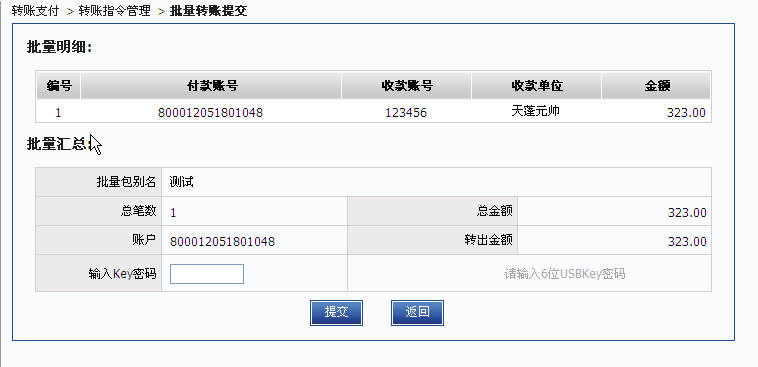 转账支付 > 转账指令管理 > 批量转账提交
批量明细:
编号 付款账号 收款账号 收款单位 金额
1 800012051801048 123456 天蓬元帅 323.00
批量汇总:
批量包别名 测试
总笔数 1 总金额 323.00
账户 800012051801048 转出金额 323.00
输入Key密码 请输入6位USBKey密码
提交 返回